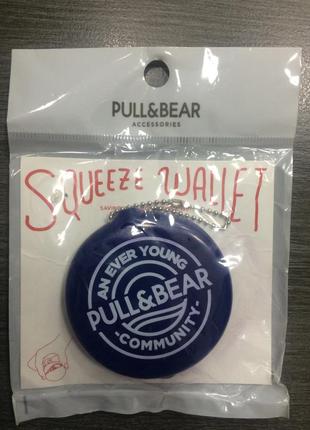 PULL&BEAR
ACCESSORIES
SQUEEZE WALLET
AN EVER YOUNG
PULL&BEAR
-COMMUNITY-